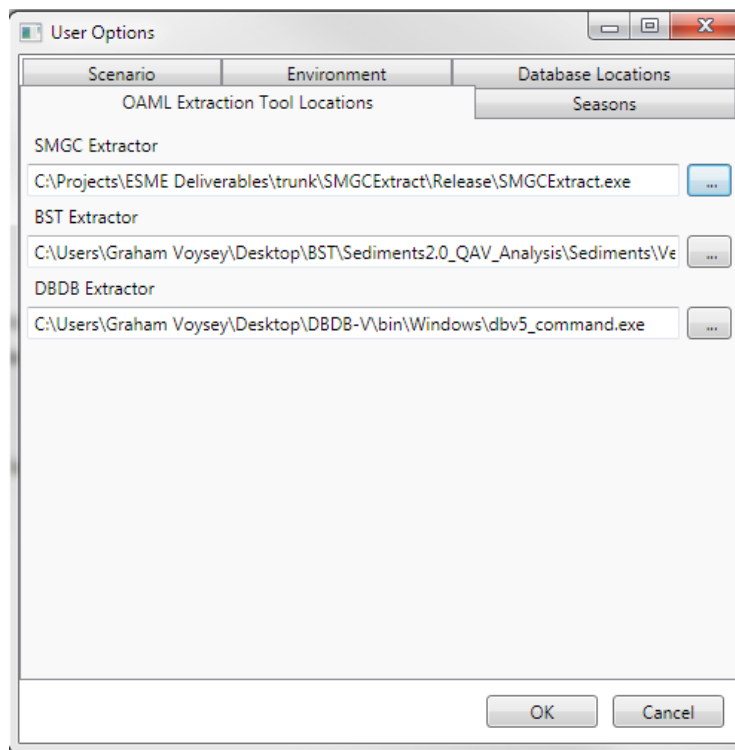 User Options
Scenario Environment Database Locations
OAML Extraction Tool Locations Seasons
SMGC Extractor
C:\Projects\ESME Deliverables\trunk\SMGCExtract\Release\SMGCExtract.exe ...
BST Extractor
C:\Users\Graham Voysey\Desktop\BST\Sediments2.0_QAV_Analysis\Sediments\Ve ...
DBDB Extractor
C:\Users\Graham Voysey\Desktop\DBDB-V\bin\Windows\dbv5_command.exe ...
OK Cancel